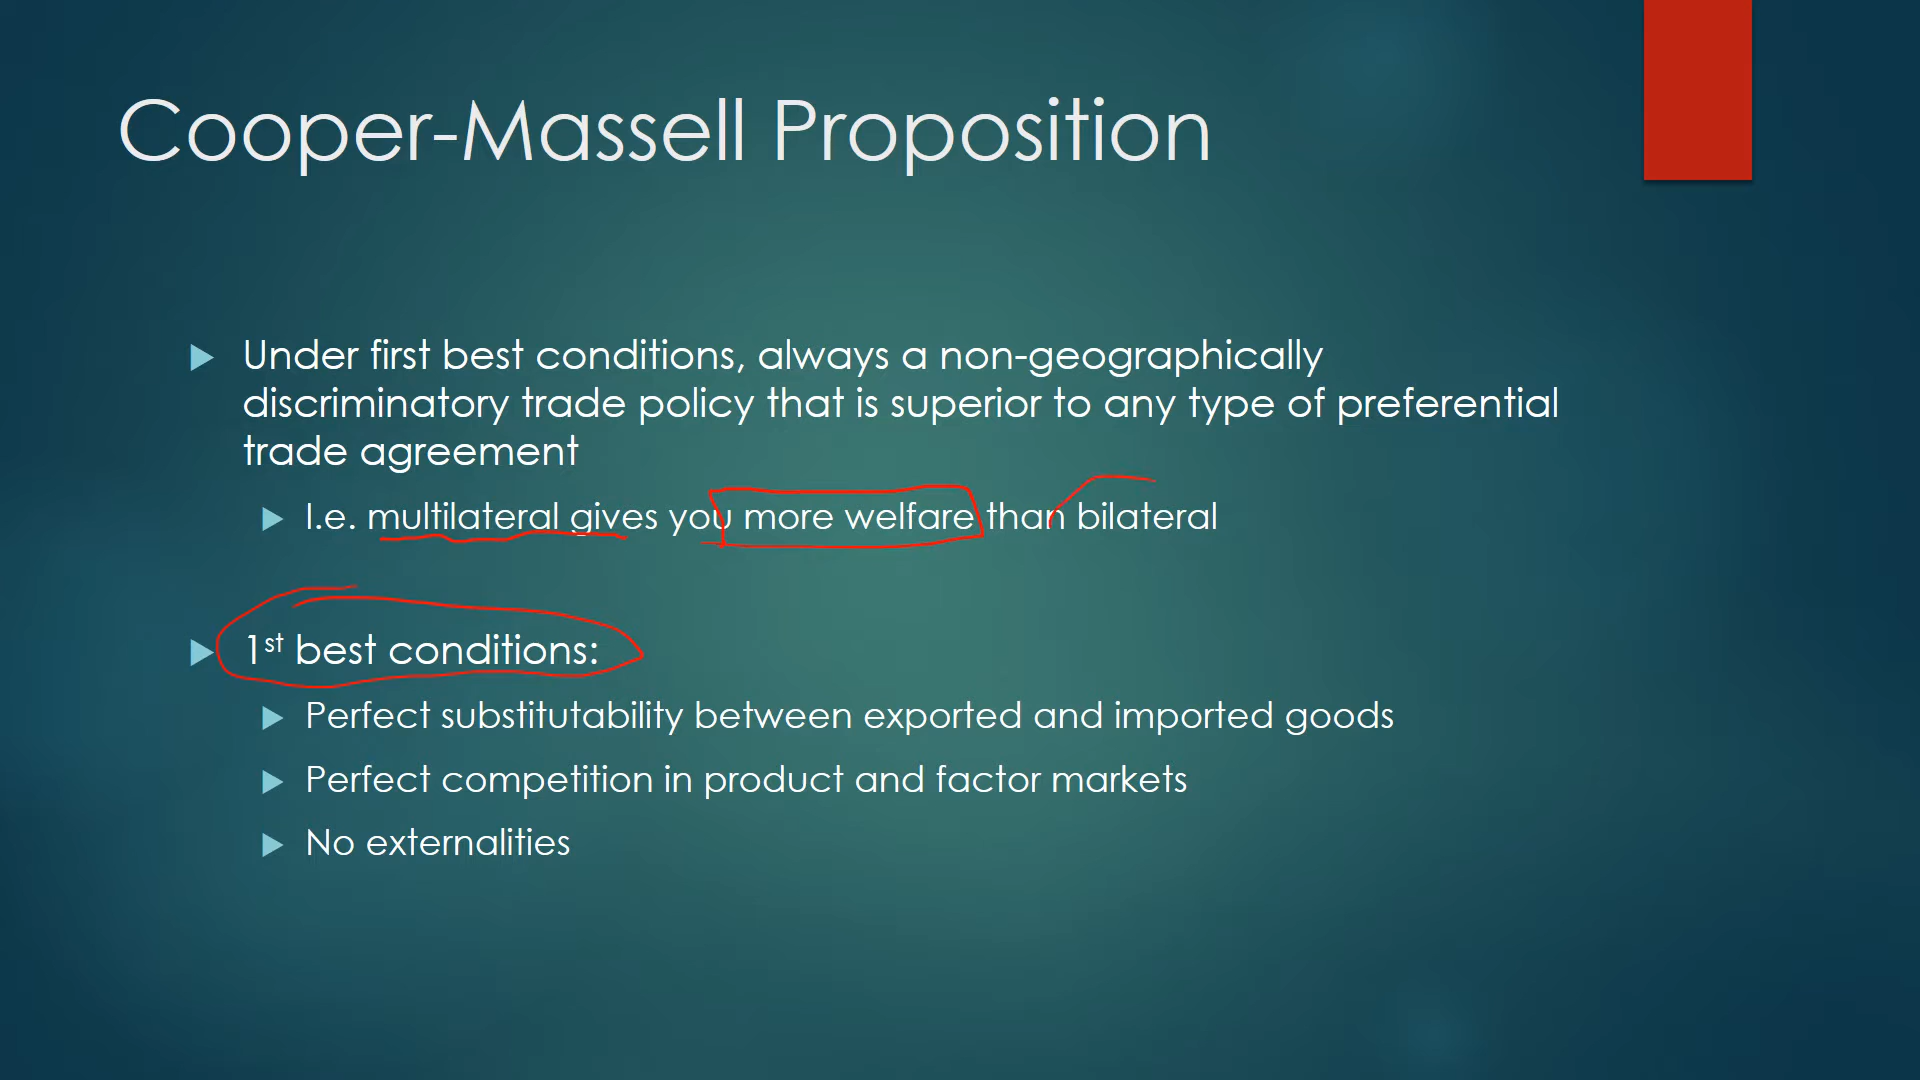 Cooper-Massell Proposition
Under first best conditions, always a non-geographically
discriminatory trade policy that is superior to any type of preferential
trade agreement
I.e. multilateral gives you more welfare than bilateral
1st best conditions:
Perfect substitutability between exported and imported goods
Perfect competition in product and factor markets
No externalities